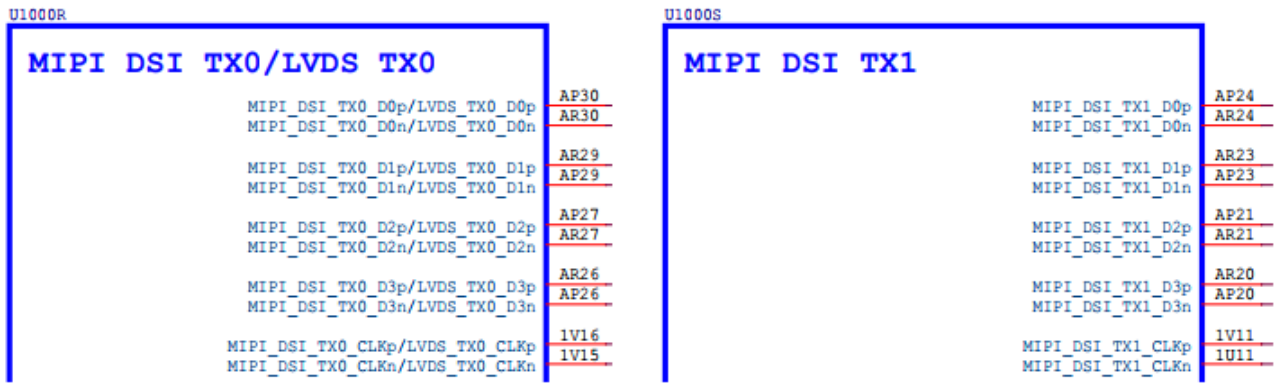 U1000R
MIPI DSI TX0/LVDS TX0
MIPI_DSI_TX0_D0p/LVDS_TX0_D0p AP30
MIPI_DSI_TX0_D0n/LVDS_TX0_D0n AR30
MIPI_DSI_TX0_D1p/LVDS_TX0_D1p AR29
MIPI_DSI_TX0_D1n/LVDS_TX0_D1n AP29
MIPI_DSI_TX0_D2p/LVDS_TX0_D2p AP27
MIPI_DSI_TX0_D2n/LVDS_TX0_D2n AR27
MIPI_DSI_TX0_D3p/LVDS_TX0_D3p AR26
MIPI_DSI_TX0_D3n/LVDS_TX0_D3n AP26
MIPI_DSI_TX0_CLKp/LVDS_TX0_CLKp 1V16
MIPI_DSI_TX0_CLKn/LVDS_TX0_CLKn 1V15
U1000S
MIPI DSI TX1
MIPI_DSI_TX1_D0p AP24
MIPI_DSI_TX1_D0n AR24
MIPI_DSI_TX1_D1p AR23
MIPI_DSI_TX1_D1n AP23
MIPI_DSI_TX1_D2p AP21
MIPI_DSI_TX1_D2n AR21
MIPI_DSI_TX1_D3p AR20
MIPI_DSI_TX1_D3n AP20
MIPI_DSI_TX1_CLKp 1V11
MIPI_DSI_TX1_CLKn 1U11